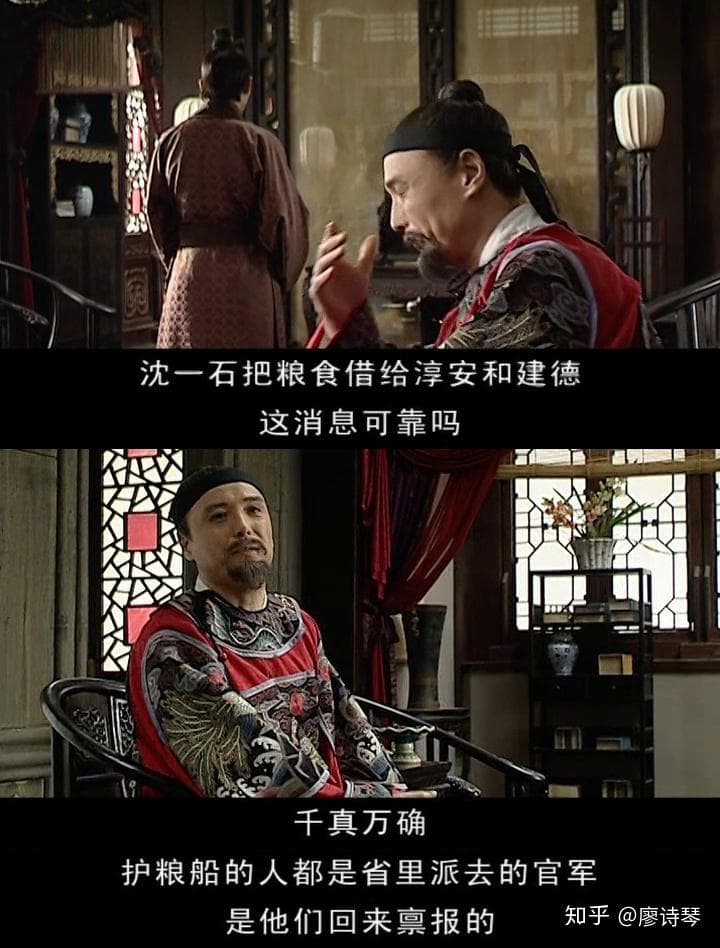 沈一石把粮食借给淳安和建德
这消息可靠吗
千真万确
护粮船的人都是省里派去的官军
是他们回来禀报的
知乎 @廖诗琴